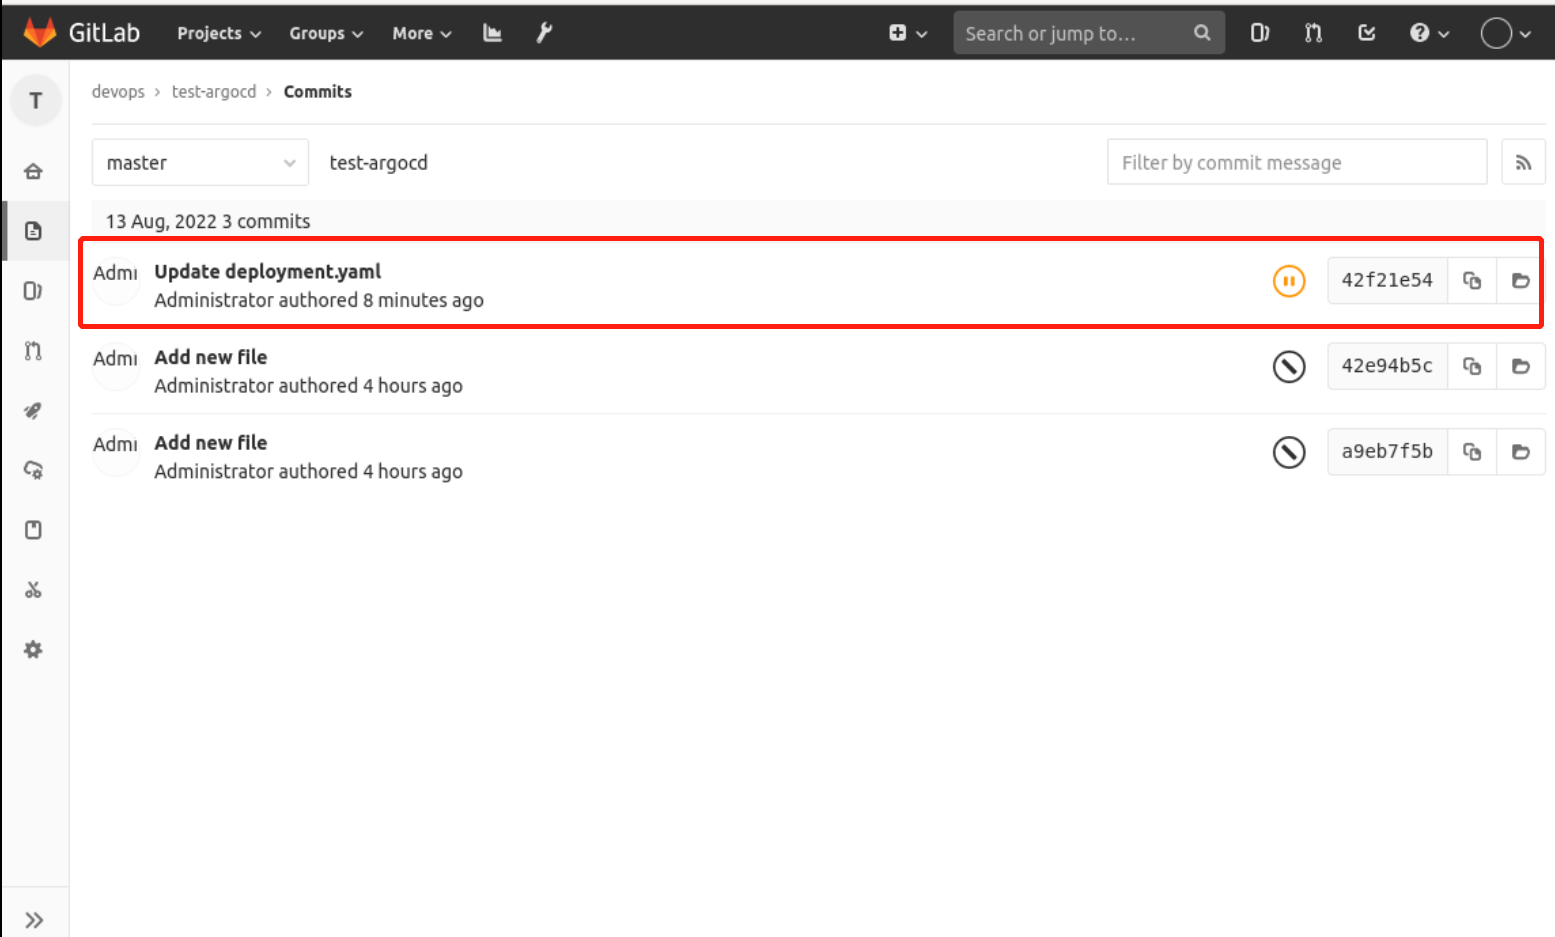 GitLab Projects Groups More Search or jump to...
T
devops › test-argocd › Commits
master test-argocd Filter by commit message
13 Aug, 2022 3 commits
Admi Update deployment.yaml 42f21e54
Administrator authored 8 minutes ago
Admi Add new file 42e94b5c
Administrator authored 4 hours ago
Admi Add new file a9eb7f5b
Administrator authored 4 hours ago